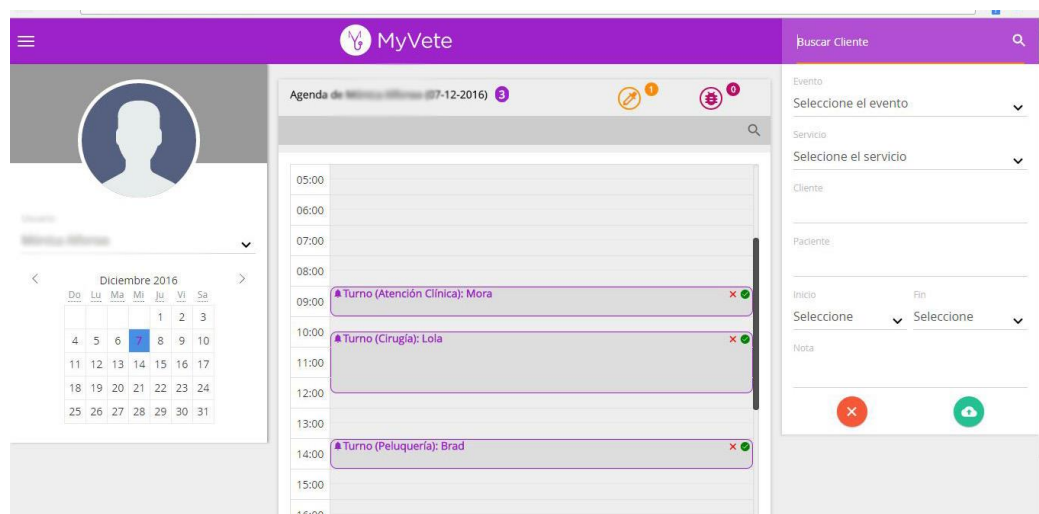 MyVete
Buscar Cliente
Agenda de (07-12-2016) 3
1
0
Diciembre 2016
Do Lu Ma Mi Ju Vi Sa
1 2 3
4 5 6 7 8 9 10
11 12 13 14 15 16 17
18 19 20 21 22 23 24
25 26 27 28 29 30 31
05:00
06:00
07:00
08:00
09:00
Turno (Atención Clínica): Mora
10:00
Turno (Cirugía): Lola
11:00
12:00
13:00
14:00
Turno (Peluquería): Brad
15:00
16:00
Evento
Seleccione el evento
Servicio
Selecione el servicio
Cliente
Paciente
Inicio Fin
Seleccione Seleccione
Nota